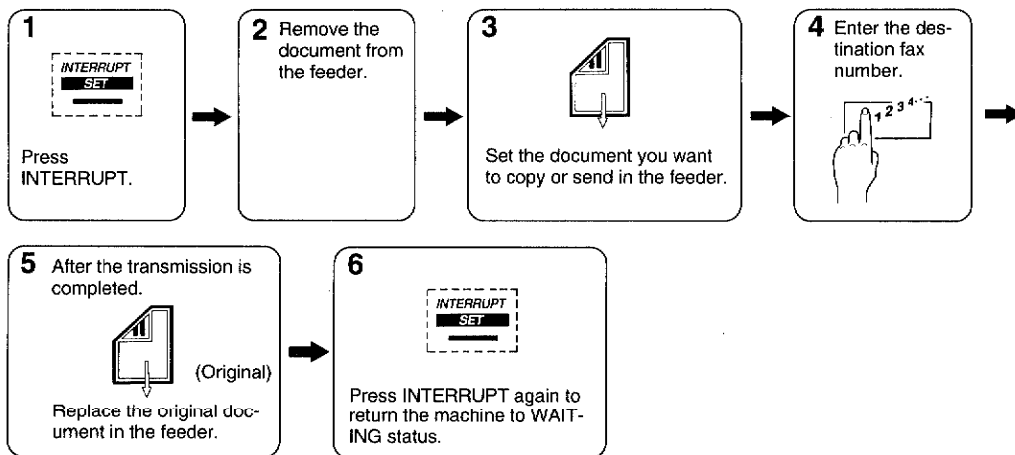 1
INTERRUPT
SET
Press
INTERRUPT.
2 Remove the
document from
the feeder.
3
Set the document you want
to copy or send in the feeder.
4 Enter the des-
tination fax
number.
1 2 3 4...
5 After the transmission is
completed.
(Original)
Replace the original doc-
ument in the feeder.
6
INTERRUPT
SET
Press INTERRUPT again to
return the machine to WAIT-
ING status.